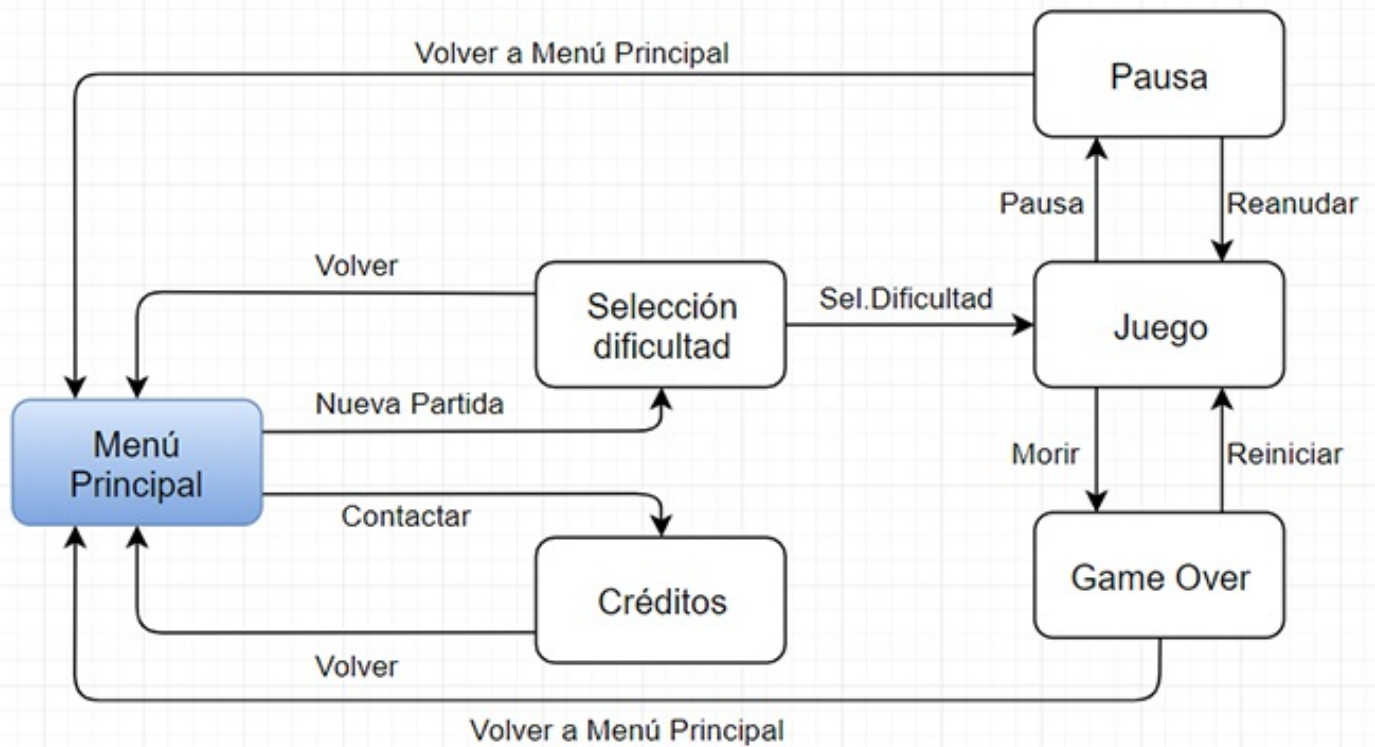 Volver a Menú Principal
Pausa
Pausa
Reanudar
Volver
Selección
dificultad
Sel.Dificultad
Juego
Nueva Partida
Menú
Principal
Morir
Reiniciar
Contactar
Créditos
Game Over
Volver
Volver a Menú Principal